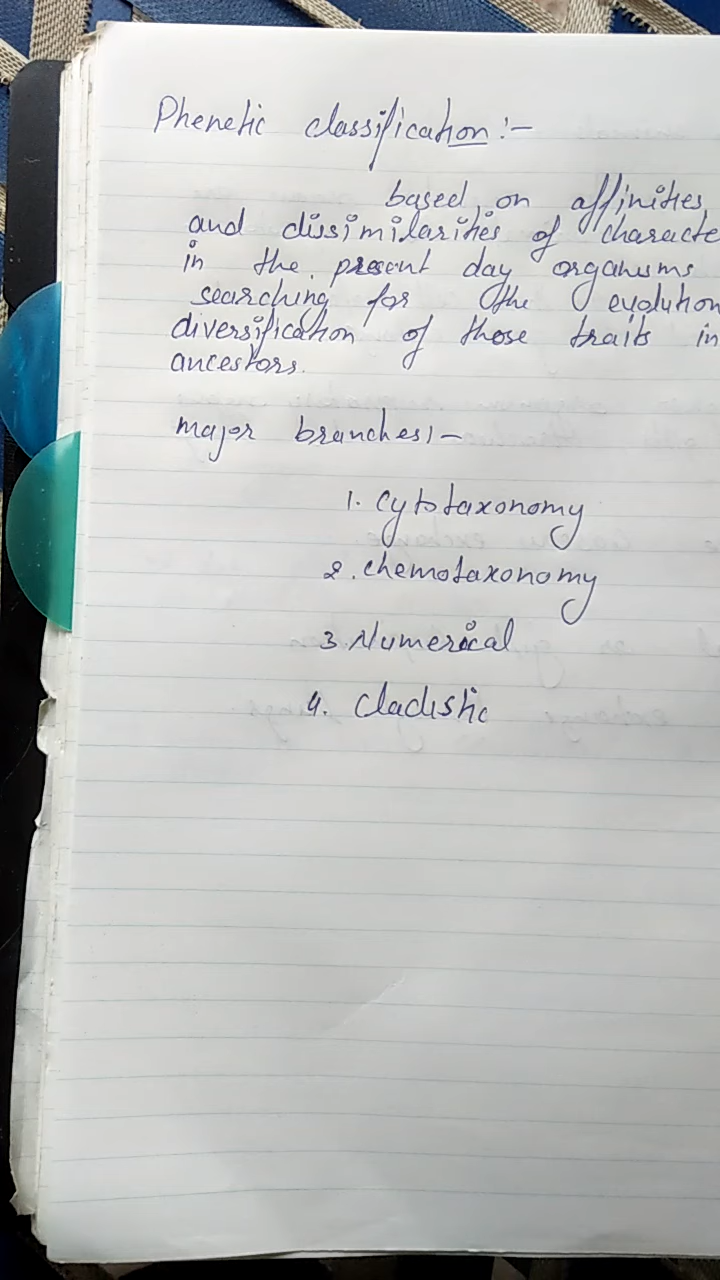 Phenetic classification :-
based on affinities
and dissimilarities of characte
in the present day organisms
searching for the evolution
diversification of those traits in
ancestors.
major branches :-
1. Cytotaxonomy
2. Chemotaxonomy
3. Numerical
4. Cladistic